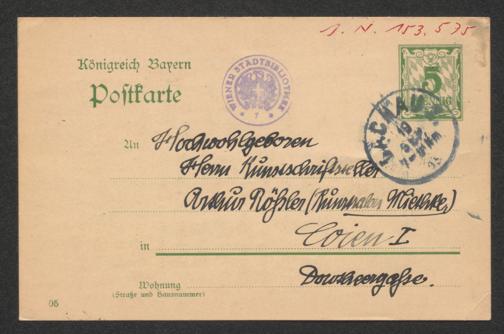 J. N. 153,575
Königreich Bayern
Postkarte
WIENER STADTBIBLIOTHEK
5
DACHAU
An Hochwohlgeboren
Herrn Kunstschriftsteller
Arthur Rößler (Kunstsalon Miethke)
in Wien I
Dorotheergasse.
Wohnung
(Straße und Hausnummer)
06